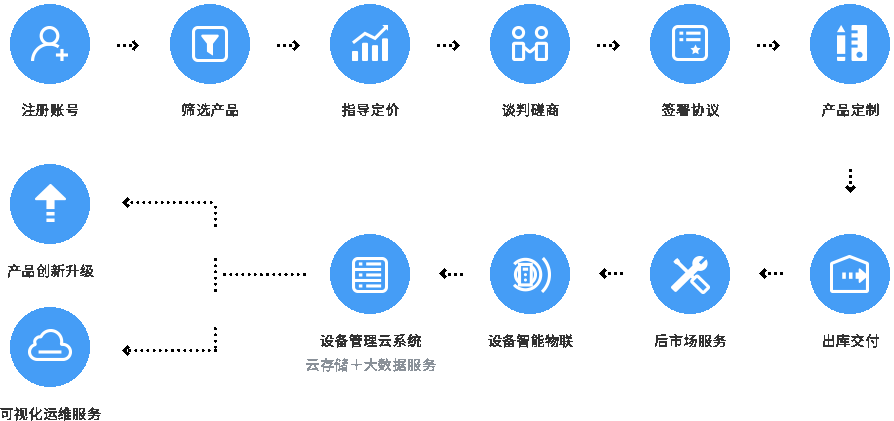 注册账号
筛选产品
指导定价
谈判磋商
签署协议
产品定制
产品创新升级
设备管理云系统
云存储+大数据服务
设备智能物联
后市场服务
出库交付
可视化运维服务